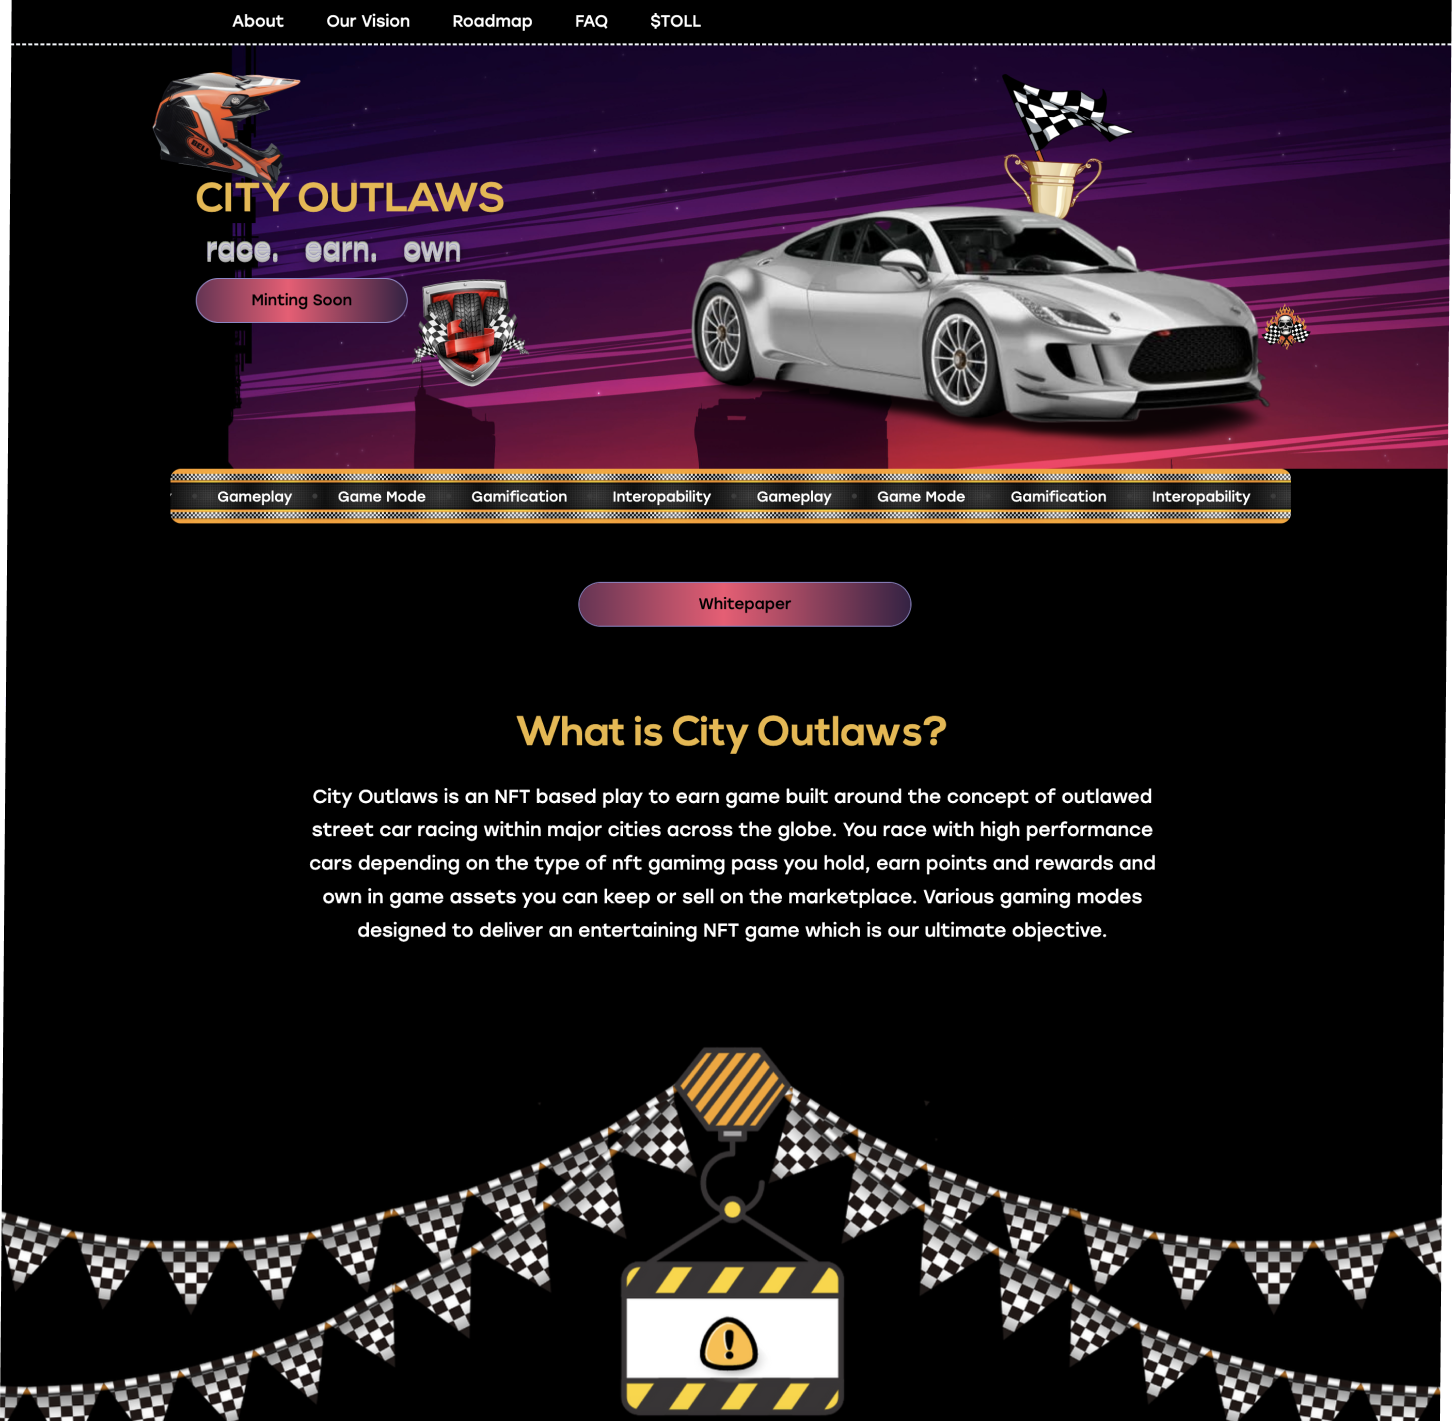 About Our Vision Roadmap FAQ $TOLL
BELL
CITY OUTLAWS
race. earn. own
Minting Soon
Gameplay Game Mode Gamification Interopability Gameplay Game Mode Gamification Interopability
Whitepaper
What is City Outlaws?
City Outlaws is an NFT based play to earn game built around the concept of outlawed
street car racing within major cities across the globe. You race with high performance
cars depending on the type of nft gamimg pass you hold, earn points and rewards and
own in game assets you can keep or sell on the marketplace. Various gaming modes
designed to deliver an entertaining NFT game which is our ultimate objective.
!